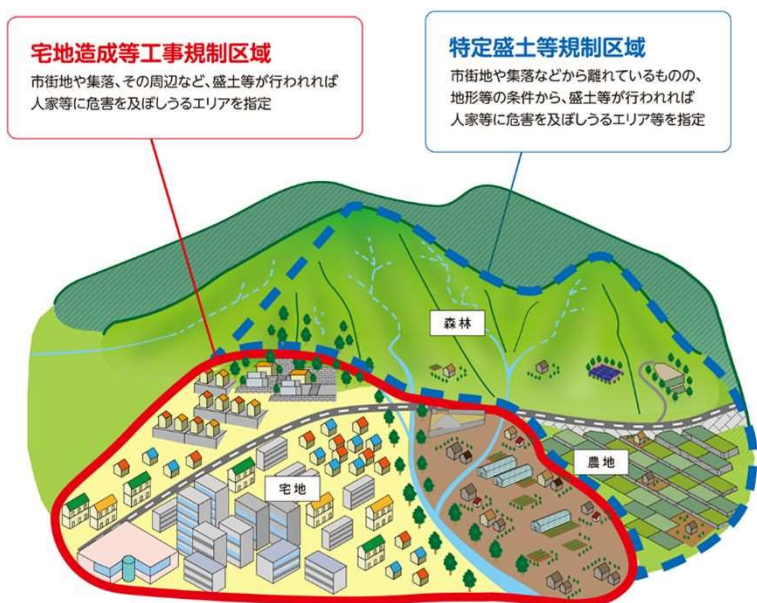 宅地造成等工事規制区域
市街地や集落、その周辺など、盛土等が行われれば
人家等に危害を及ぼしうるエリアを指定
特定盛土等規制区域
市街地や集落などから離れているものの、
地形等の条件から、盛土等が行われれば
人家等に危害を及ぼしうるエリア等を指定
森林
農地
宅地